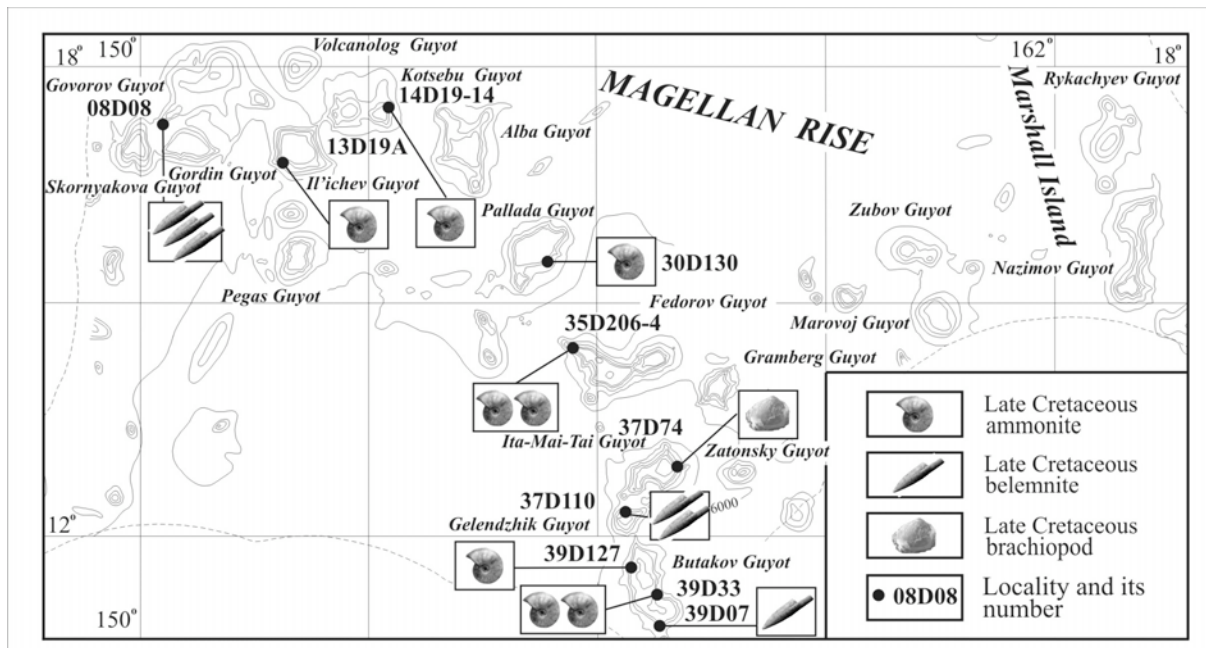 18°
150°
Volcanolog Guyot
162°
18°
Govorov Guyot
Kotsebu Guyot
Rykachyev Guyot
08D08
14D19-14
MAGELLAN RISE
Marshall Island
Alba Guyot
13D19A
Gordin Guyot
Il'ichev Guyot
Skornyakova Guyot
Pallada Guyot
Zubov Guyot
30D130
Nazimov Guyot
Pegas Guyot
Fedorov Guyot
Marovoj Guyot
35D206-4
Gramberg Guyot
Ita-Mai-Tai Guyot
37D74
Zatonsky Guyot
37D110
6000
12°
Gelendzhik Guyot
39D127
Butakov Guyot
39D33
39D07
150°
Late Cretaceous
ammonite
Late Cretaceous
belemnite
Late Cretaceous
brachiopod
08D08
Locality and its
number